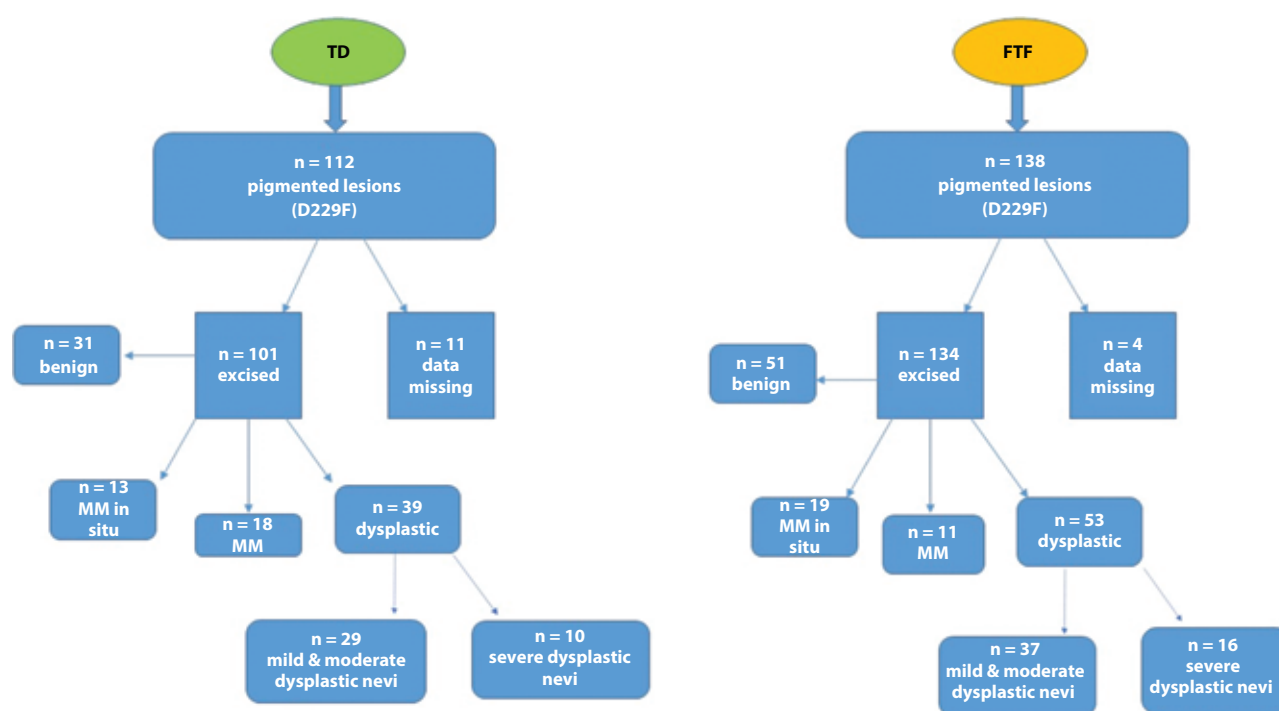 TD
n = 112
pigmented lesions
(D229F)
n = 31
benign
n = 101
excised
n = 11
data
missing
n = 13
MM in
situ
n = 18
MM
n = 39
dysplastic
n = 29
mild & moderate
dysplastic nevi
n = 10
severe dysplastic
nevi
FTF
n = 138
pigmented lesions
(D229F)
n = 51
benign
n = 134
excised
n = 4
data
missing
n = 19
MM in
situ
n = 11
MM
n = 53
dysplastic
n = 37
mild & moderate
dysplastic nevi
n = 16
severe
dysplastic nevi